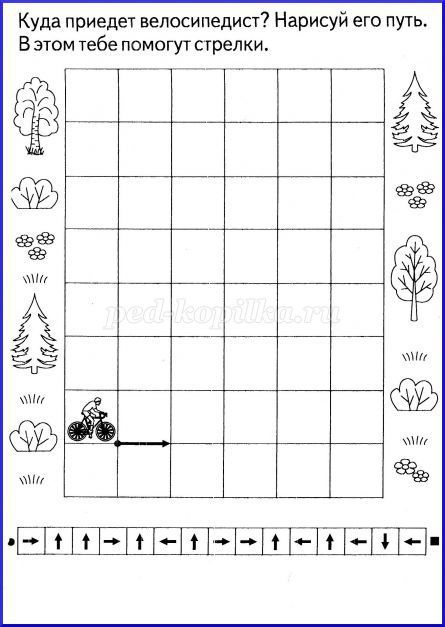 Куда приедет велосипедист? Нарисуй его путь.
В этом тебе помогут стрелки.
ped-kopilka.ru